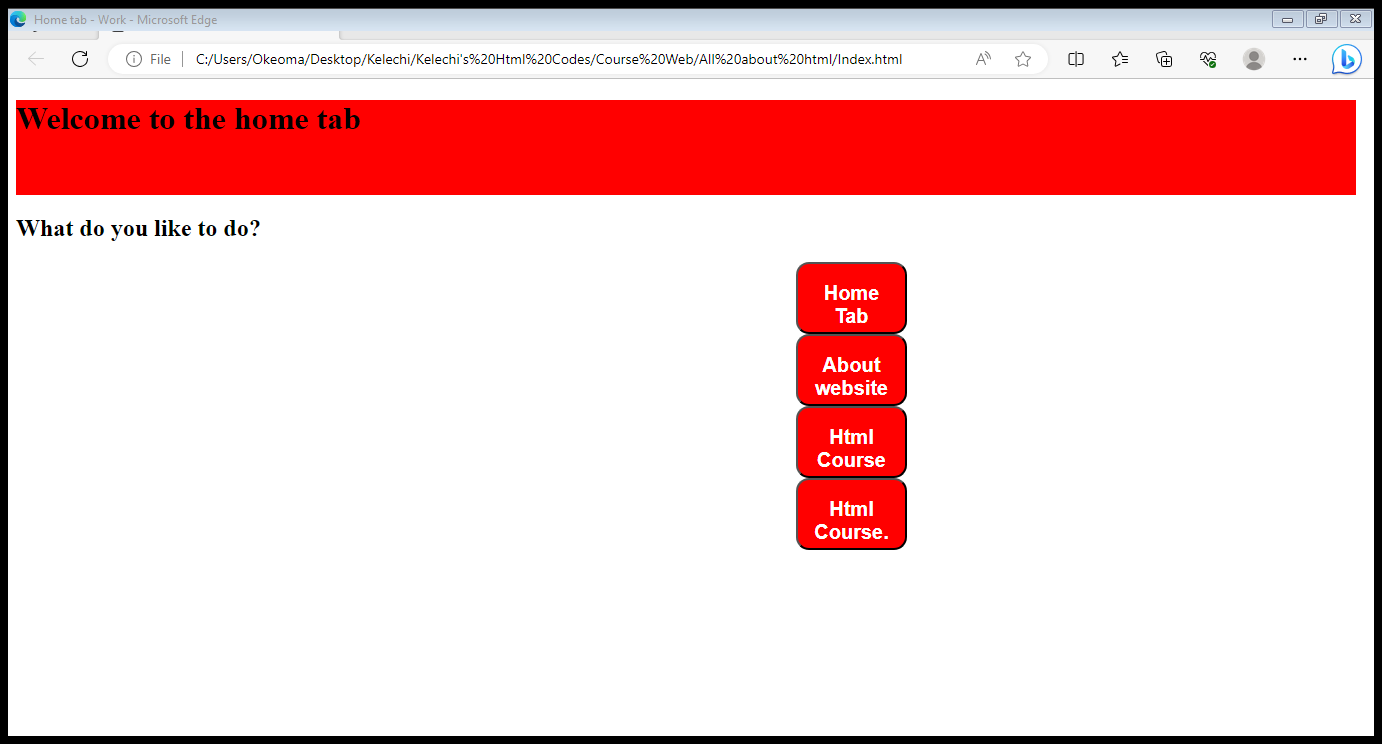 Home tab - Work - Microsoft Edge
File C:/Users/Okeoma/Desktop/Kelechi/Kelechi's%20Html%20Codes/Course%20Web/All%20about%20html/Index.html
Welcome to the home tab
What do you like to do?
Home
Tab
About
website
Html
Course
Html
Course.